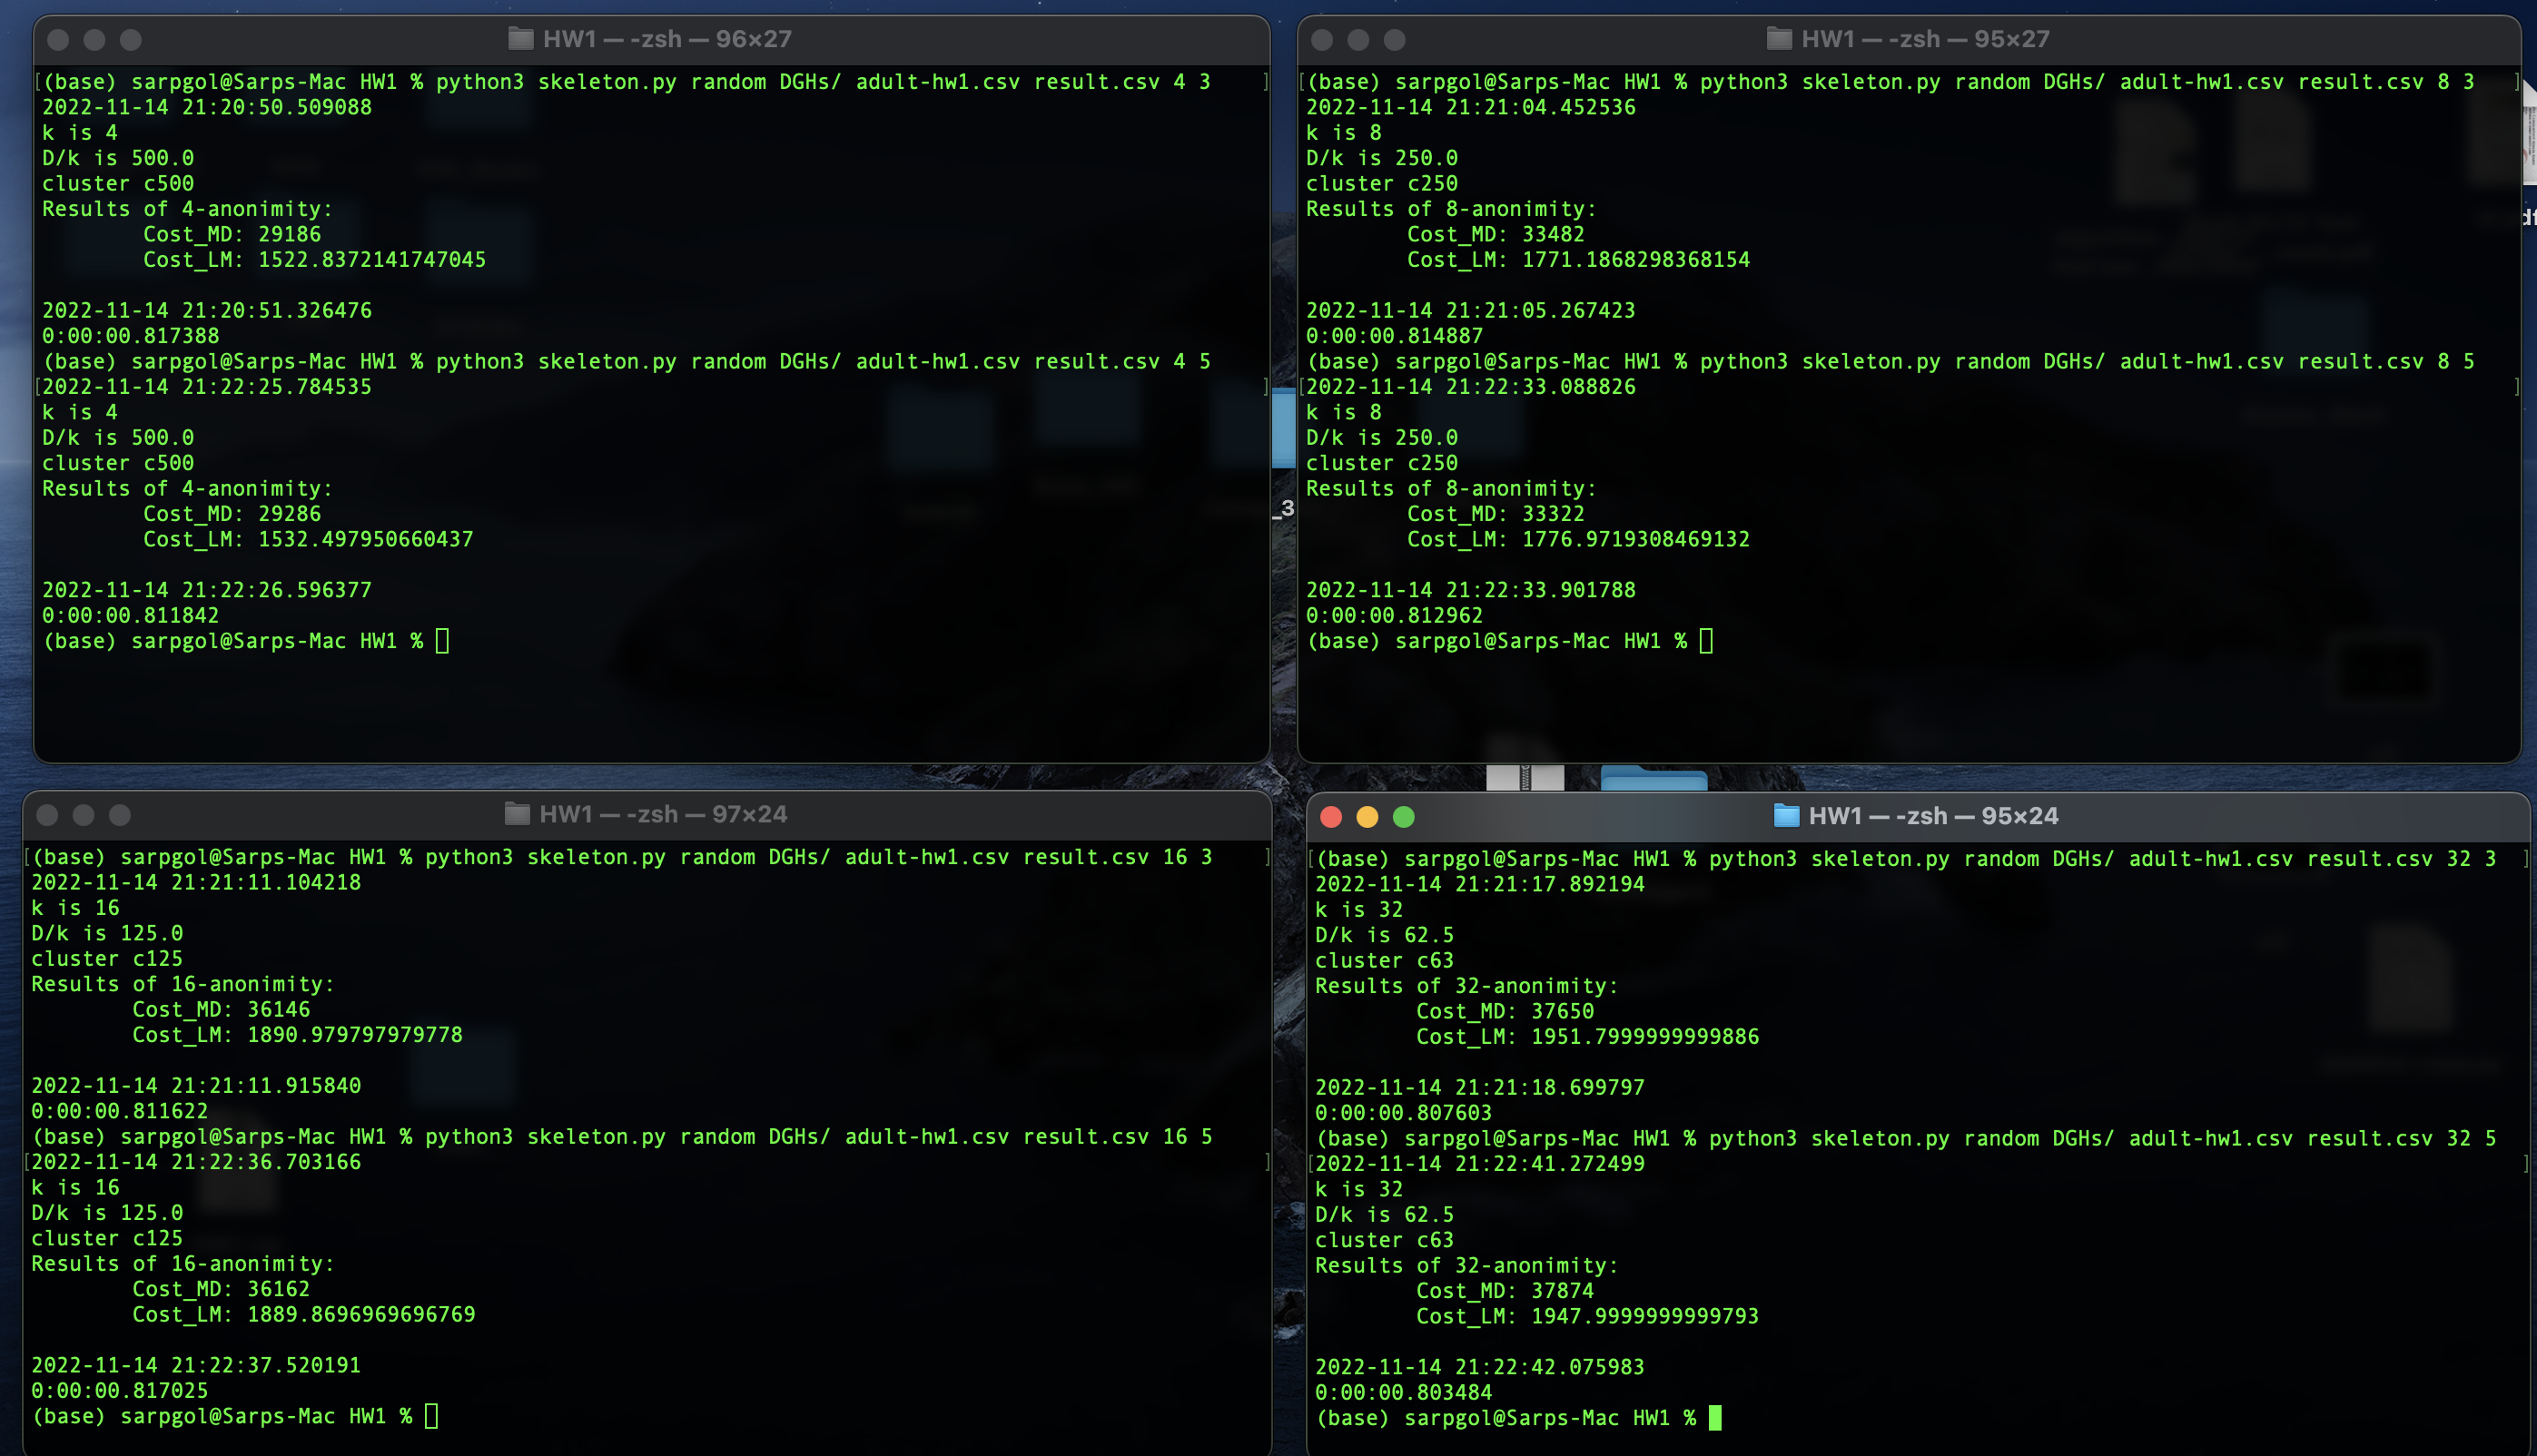 HW1 — -zsh — 96×27
[(base) sarpgol@Sarps-Mac HW1 % python3 skeleton.py random DGHs/ adult-hw1.csv result.csv 4 3 ]
2022-11-14 21:20:50.509088
k is 4
D/k is 500.0
cluster c500
Results of 4-anonimity:
Cost_MD: 29186
Cost_LM: 1522.8372141747045
2022-11-14 21:20:51.326476
0:00:00.817388
(base) sarpgol@Sarps-Mac HW1 % python3 skeleton.py random DGHs/ adult-hw1.csv result.csv 4 5
[2022-11-14 21:22:25.784535 ]
k is 4
D/k is 500.0
cluster c500
Results of 4-anonimity:
Cost_MD: 29286
Cost_LM: 1532.497950660437
2022-11-14 21:22:26.596377
0:00:00.811842
(base) sarpgol@Sarps-Mac HW1 %
HW1 — -zsh — 95×27
[(base) sarpgol@Sarps-Mac HW1 % python3 skeleton.py random DGHs/ adult-hw1.csv result.csv 8 3 ]
2022-11-14 21:21:04.452536
k is 8
D/k is 250.0
cluster c250
Results of 8-anonimity:
Cost_MD: 33482
Cost_LM: 1771.1868298368154
2022-11-14 21:21:05.267423
0:00:00.814887
(base) sarpgol@Sarps-Mac HW1 % python3 skeleton.py random DGHs/ adult-hw1.csv result.csv 8 5
[2022-11-14 21:22:33.088826 ]
k is 8
D/k is 250.0
cluster c250
Results of 8-anonimity:
Cost_MD: 33322
Cost_LM: 1776.9719308469132
2022-11-14 21:22:33.901788
0:00:00.812962
(base) sarpgol@Sarps-Mac HW1 %
_3
HW1 — -zsh — 97×24
[(base) sarpgol@Sarps-Mac HW1 % python3 skeleton.py random DGHs/ adult-hw1.csv result.csv 16 3 ]
2022-11-14 21:21:11.104218
k is 16
D/k is 125.0
cluster c125
Results of 16-anonimity:
Cost_MD: 36146
Cost_LM: 1890.979797979778
2022-11-14 21:21:11.915840
0:00:00.811622
(base) sarpgol@Sarps-Mac HW1 % python3 skeleton.py random DGHs/ adult-hw1.csv result.csv 16 5
[2022-11-14 21:22:36.703166 ]
k is 16
D/k is 125.0
cluster c125
Results of 16-anonimity:
Cost_MD: 36162
Cost_LM: 1889.8696969696769
2022-11-14 21:22:37.520191
0:00:00.817025
(base) sarpgol@Sarps-Mac HW1 %
HW1 — -zsh — 95×24
[(base) sarpgol@Sarps-Mac HW1 % python3 skeleton.py random DGHs/ adult-hw1.csv result.csv 32 3 ]
2022-11-14 21:21:17.892194
k is 32
D/k is 62.5
cluster c63
Results of 32-anonimity:
Cost_MD: 37650
Cost_LM: 1951.7999999999886
2022-11-14 21:21:18.699797
0:00:00.807603
(base) sarpgol@Sarps-Mac HW1 % python3 skeleton.py random DGHs/ adult-hw1.csv result.csv 32 5
[2022-11-14 21:22:41.272499 ]
k is 32
D/k is 62.5
cluster c63
Results of 32-anonimity:
Cost_MD: 37874
Cost_LM: 1947.9999999999793
2022-11-14 21:22:42.075983
0:00:00.803484
(base) sarpgol@Sarps-Mac HW1 %